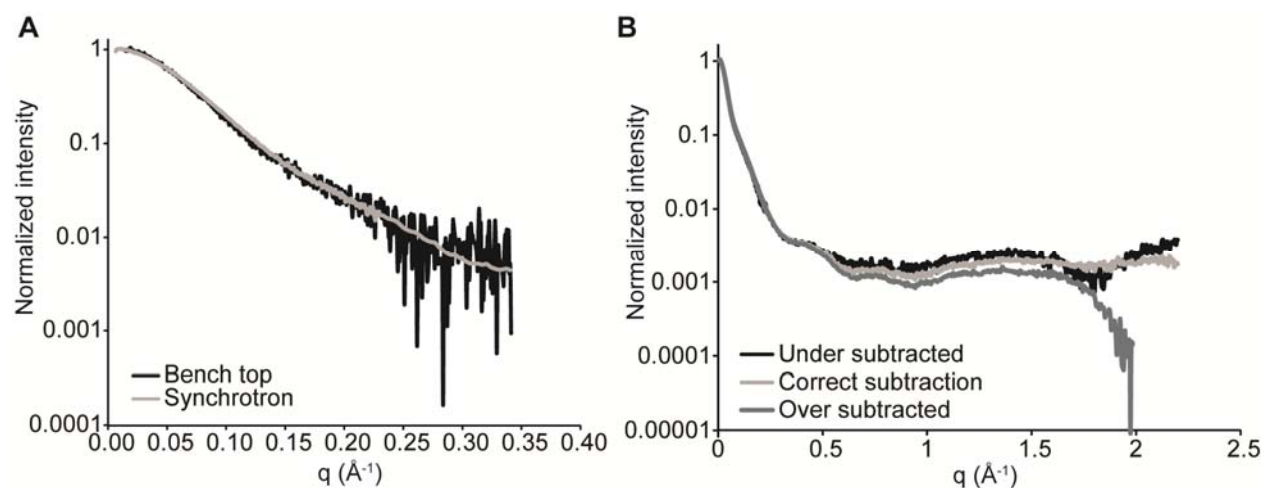 A
Normalized intensity
1
0.1
0.01
0.001
0.0001
Bench top
Synchrotron
0.00 0.05 0.10 0.15 0.20 0.25 0.30 0.35 0.40
q (Å⁻¹)
B
Normalized intensity
1
0.1
0.01
0.001
0.0001
0.00001
Under subtracted
Correct subtraction
Over subtracted
0 0.5 1 1.5 2 2.5
q (Å⁻¹)